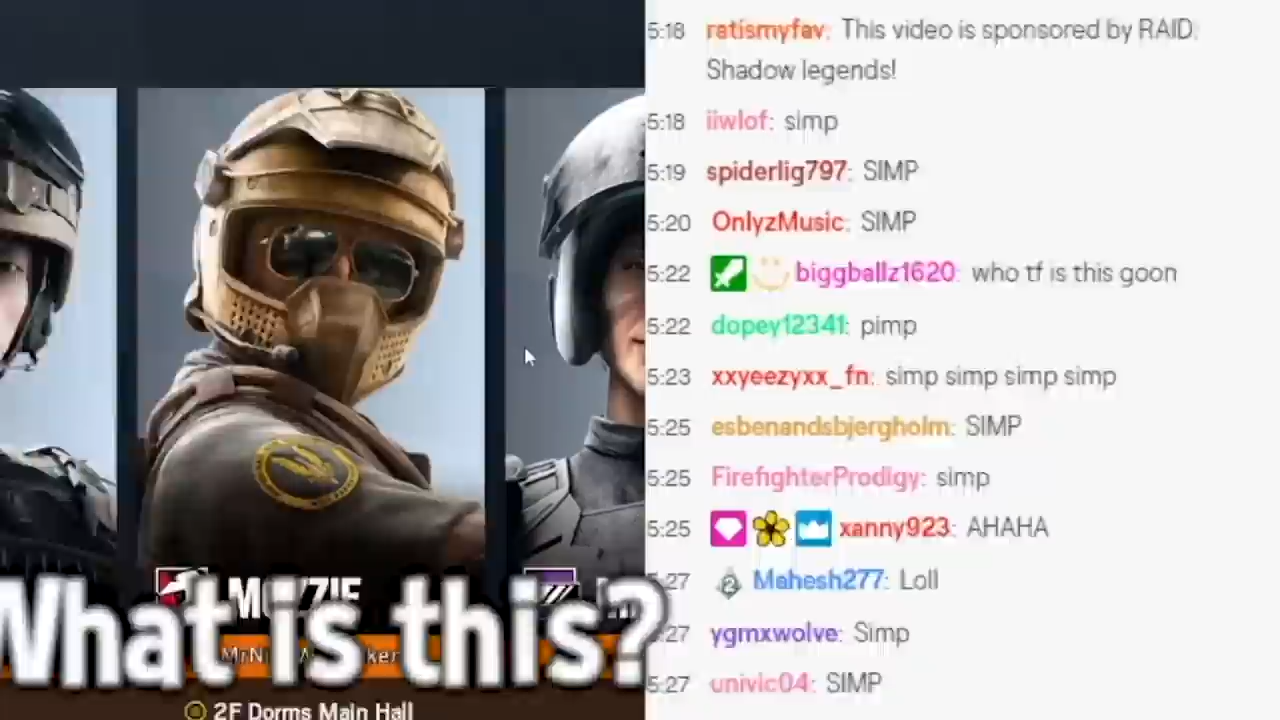 5:18 ratismyfav: This video is sponsored by RAID:
Shadow legends!
5:18 iiwlof: simp
5:19 spiderlig797: SIMP
5:20 OnlyzMusic: SIMP
5:22 biggballz1620: who tf is this goon
5:22 dopey12341: pimp
5:23 xxyeezyxx_fn: simp simp simp simp
5:25 esbenandsbjergholm: SIMP
5:25 FirefighterProdigy: simp
5:25 xanny923: AHAHA
:27 2 Mahesh277: Loll
:27 ygmxwolve: Simp
5:27 univlc04: SIMP
MOZZIE
What is this?
2F Dorms Main Hall